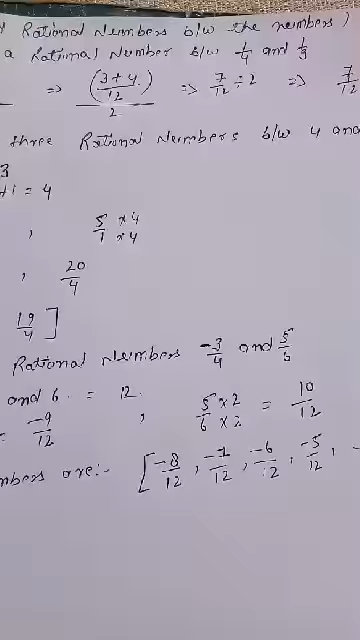 Rational Numbers b/w the numbers)
a Rational Number b/w 1/4 and 1/3
=> ((3+4)/12)/2 => 7/12 ÷ 2 => 7/12
three Rational Numbers b/w 4 and
3
= 4
, 5/1 ×4/×4
, 20/4
19/4 ]
Rational Numbers -3/4 and 5/6
and 6 = 12
= -9/12 , 5/6 ×2/×2 = 10/12
mbers are:- [ -8/12 , -7/12 , -6/12 , -5/12 , -